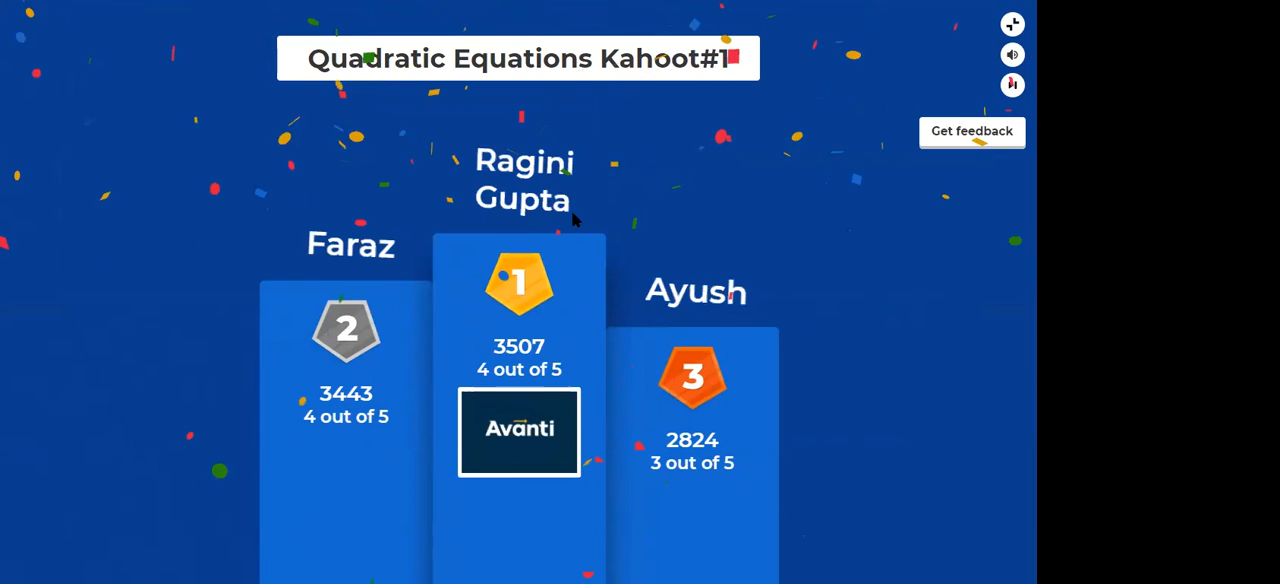 Quadratic Equations Kahoot#1
Get feedback
Ragini
Gupta
Faraz
Ayush
1
3507
4 out of 5
Avanti
2
3443
4 out of 5
3
2824
3 out of 5